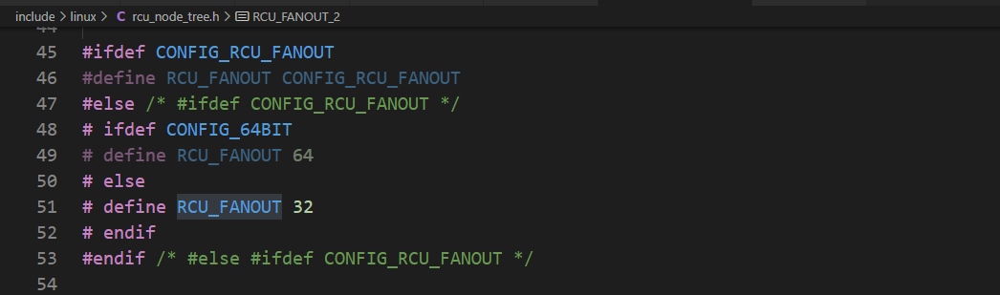 include > linux > C rcu_node_tree.h > RCU_FANOUT_2
44
45 #ifdef CONFIG_RCU_FANOUT
46 #define RCU_FANOUT CONFIG_RCU_FANOUT
47 #else /* #ifdef CONFIG_RCU_FANOUT */
48 # ifdef CONFIG_64BIT
49 # define RCU_FANOUT 64
50 # else
51 # define RCU_FANOUT 32
52 # endif
53 #endif /* #else #ifdef CONFIG_RCU_FANOUT */
54